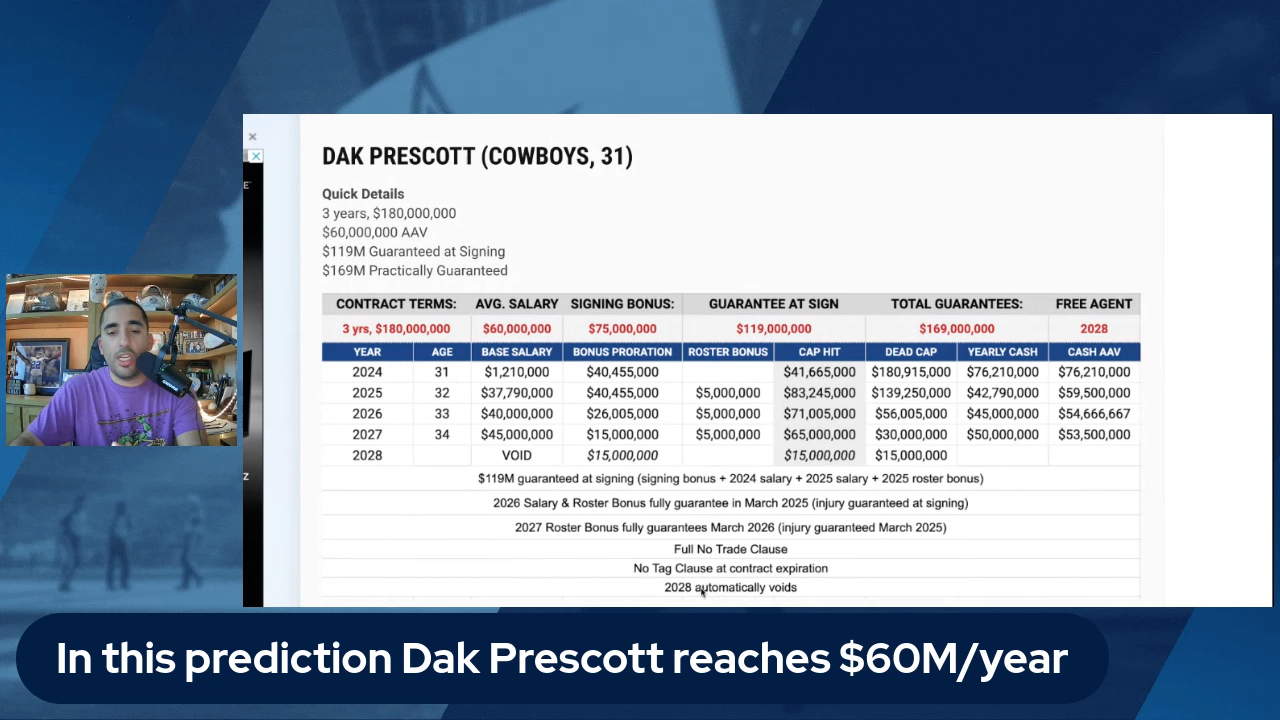 DAK PRESCOTT (COWBOYS, 31)
Quick Details
3 years, $180,000,000
$60,000,000 AAV
$119M Guaranteed at Signing
$169M Practically Guaranteed
CONTRACT TERMS: AVG. SALARY SIGNING BONUS: GUARANTEE AT SIGN TOTAL GUARANTEES: FREE AGENT
3 yrs, $180,000,000 $60,000,000 $75,000,000 $119,000,000 $169,000,000 2028
YEAR AGE BASE SALARY BONUS PRORATION ROSTER BONUS CAP HIT DEAD CAP YEARLY CASH CASH AAV
2024 31 $1,210,000 $40,455,000 $41,665,000 $180,915,000 $76,210,000 $76,210,000
2025 32 $37,790,000 $40,455,000 $5,000,000 $83,245,000 $139,250,000 $42,790,000 $59,500,000
2026 33 $40,000,000 $26,005,000 $5,000,000 $71,005,000 $56,005,000 $45,000,000 $54,666,667
2027 34 $45,000,000 $15,000,000 $5,000,000 $65,000,000 $30,000,000 $50,000,000 $53,500,000
2028 VOID $15,000,000 $15,000,000 $15,000,000
$119M guaranteed at signing (signing bonus + 2024 salary + 2025 salary + 2025 roster bonus)
2026 Salary & Roster Bonus fully guarantee in March 2025 (injury guaranteed at signing)
2027 Roster Bonus fully guarantees March 2026 (injury guaranteed March 2025)
Full No Trade Clause
No Tag Clause at contract expiration
2028 automatically voids
In this prediction Dak Prescott reaches $60M/year